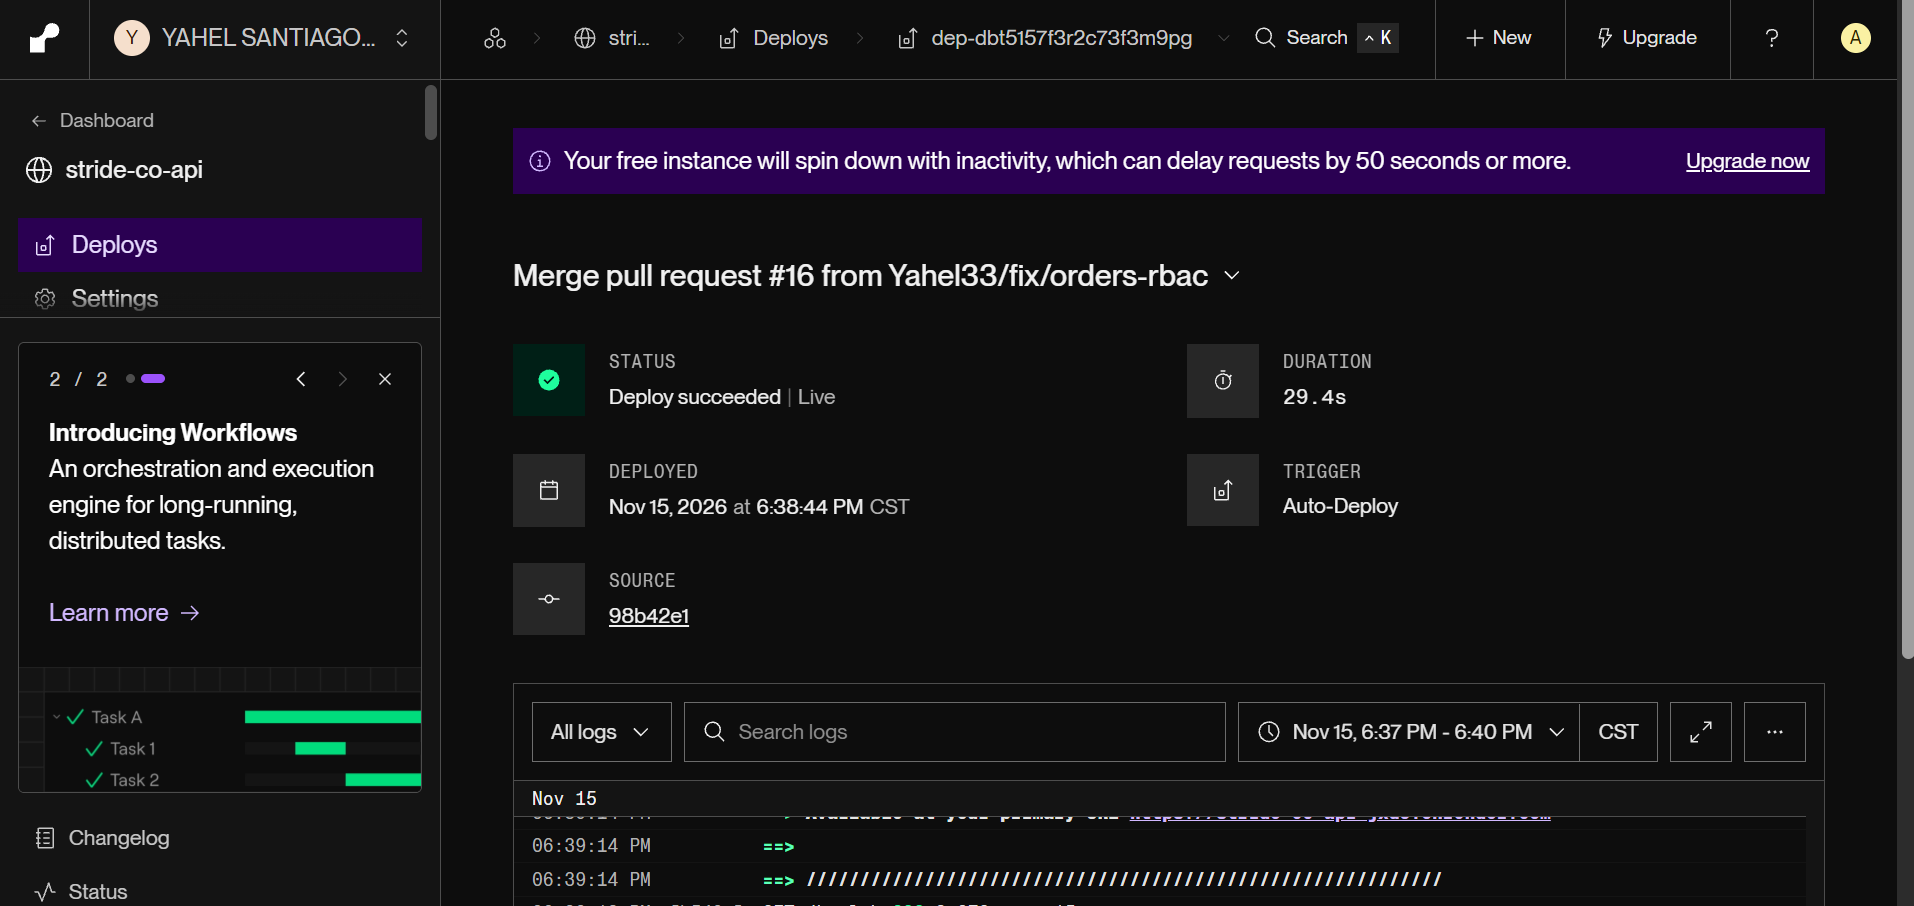 Y YAHEL SANTIAGO...
stri...
Deploys
dep-dbt5157f3r2c73f3m9pg
Search ^ K
+ New
Upgrade
?
A
← Dashboard
stride-co-api
Deploys
Settings
2 / 2
Introducing Workflows
An orchestration and execution
engine for long-running,
distributed tasks.
Learn more →
Task A
Task 1
Task 2
Changelog
Status
Your free instance will spin down with inactivity, which can delay requests by 50 seconds or more.
Upgrade now
Merge pull request #16 from Yahel33/fix/orders-rbac
STATUS
Deploy succeeded | Live
DURATION
29.4s
DEPLOYED
Nov 15, 2026 at 6:38:44 PM CST
TRIGGER
Auto-Deploy
SOURCE
98b42e1
All logs
Search logs
Nov 15, 6:37 PM - 6:40 PM
CST
...
Nov 15
06:39:14 PM ==>
06:39:14 PM ==> ///////////////////////////////////////////////////////////